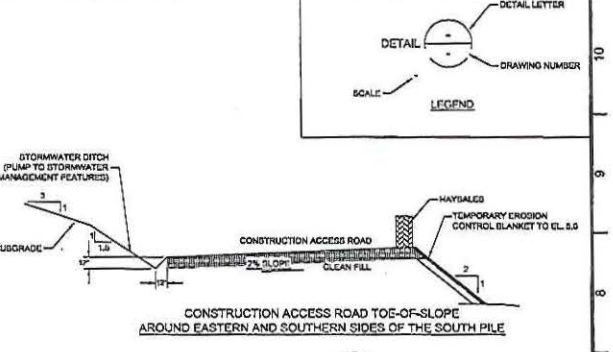 DETAIL LETTER
DETAIL
DRAWING NUMBER
SCALE
LEGEND
10
9
8
STORMWATER DITCH
(PUMP TO STORMWATER
MANAGEMENT FEATURES)
3
1
1
1.5
UBGRADE
12"
12"
CONSTRUCTION ACCESS ROAD
2% SLOPE
CLEAN FILL
HAYBALES
TEMPORARY EROSION
CONTROL BLANKET TO EL. 5.0
2
1
CONSTRUCTION ACCESS ROAD TOE-OF-SLOPE
AROUND EASTERN AND SOUTHERN SIDES OF THE SOUTH PILE